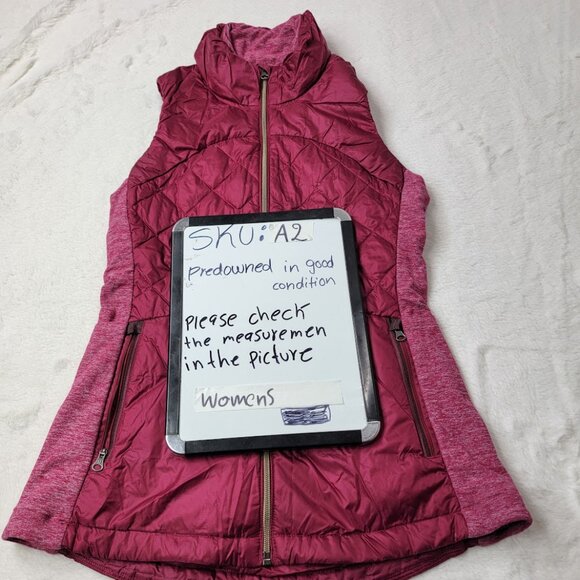 SKU: A2
predowned in good
condition
please check
the measuremen
in the picture
womens